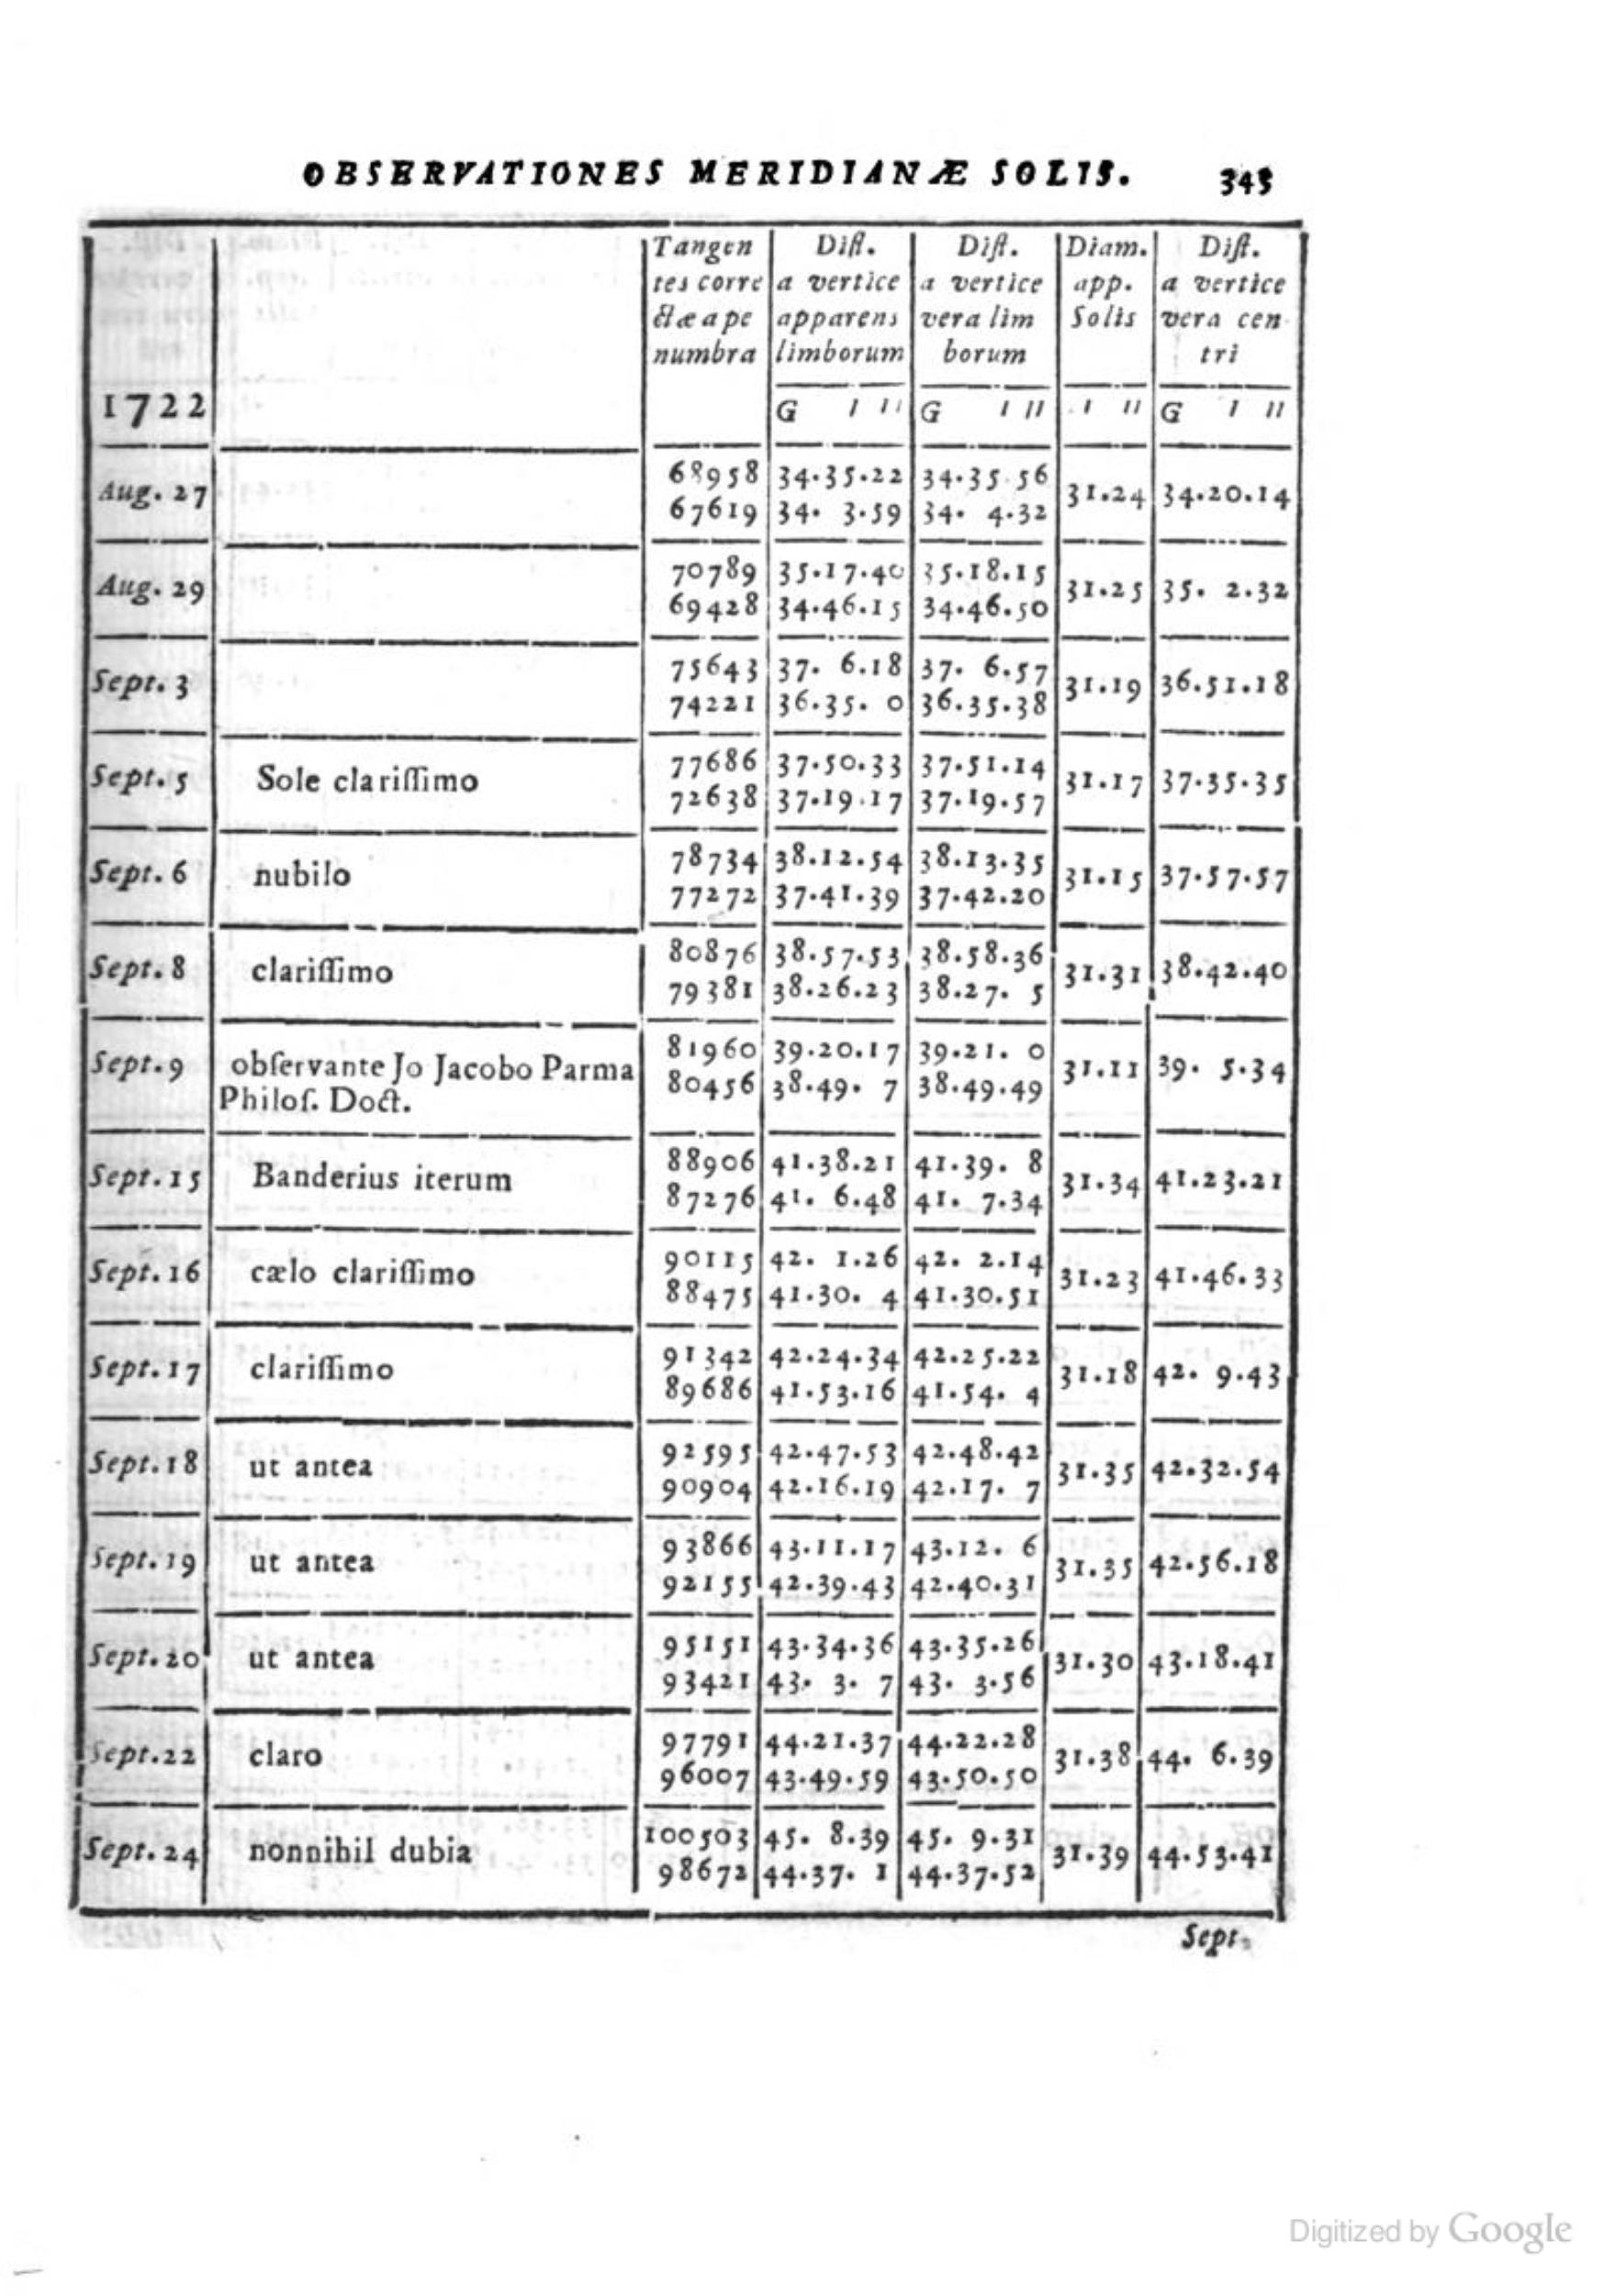 OBSERVATIONES MERIDIANÆ SOLIS. 345
Tangen Diſt. Diſt. Diam. Diſt.
tes corre a vertice a vertice app. a vertice
ctæ a pe apparens vera lim Solis vera cen
numbra limborum borum tri
1722 G I II G I II I II G I II
68958 34.35.22 34.35 56
Aug. 27 31.24 34.20.14
67619 34. 3.59 34. 4.32
70789 35.17.40 35.18.15
Aug. 29 31.25 35. 2.32
69428 34.46.15 34.46.50
75643 37. 6.18 37. 6.57
Sept. 3 31.19 36.51.18
74221 36.35. 0 36.35.38
77686 37.50.33 37.51.14
Sept. 5 Sole clariſſimo 31.17 37.35.35
72638 37.19.17 37.19.57
78734 38.12.54 38.13.35
Sept. 6 nubilo 31.15 37.57.57
77272 37.41.39 37.42.20
80876 38.57.53 38.58.36
Sept. 8 clariſſimo 31.31 38.42.40
79381 38.26.23 38.27. 5
81960 39.20.17 39.21. 0
Sept. 9 obſervante Jo Jacobo Parma 31.11 39. 5.34
80456 38.49. 7 38.49.49
Philoſ. Doct.
88906 41.38.21 41.39. 8
Sept. 15 Banderius iterum 31.34 41.23.21
87276 41. 6.48 41. 7.34
90115 42. 1.26 42. 2.14
Sept. 16 cælo clariſſimo 31.23 41.46.33
88475 41.30. 4 41.30.51
91342 42.24.34 42.25.22
Sept. 17 clariſſimo 31.18 42. 9.43
89686 41.53.16 41.54. 4
92595 42.47.53 42.48.42
Sept. 18 ut antea 31.35 42.32.54
90904 42.16.19 42.17. 7
93866 43.11.17 43.12. 6
Sept. 19 ut antea 31.35 42.56.18
92155 42.39.43 42.40.31
95151 43.34.36 43.35.26
Sept. 20 ut antea 31.30 43.18.41
93421 43. 3. 7 43. 3.56
97791 44.21.37 44.22.28
Sept. 22 claro 31.38 44. 6.39
96007 43.49.59 43.50.50
100503 45. 8.39 45. 9.31
Sept. 24 nonnihil dubia 31.39 44.53.41
98672 44.37. 1 44.37.52
Sept.
Digitized by Google